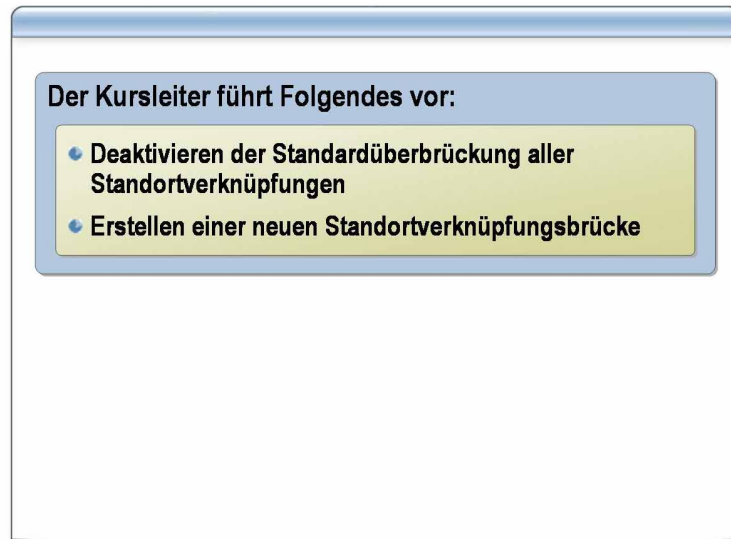 Der Kursleiter führt Folgendes vor:
Deaktivieren der Standardüberbrückung aller
Standortverknüpfungen
Erstellen einer neuen Standortverknüpfungsbrücke